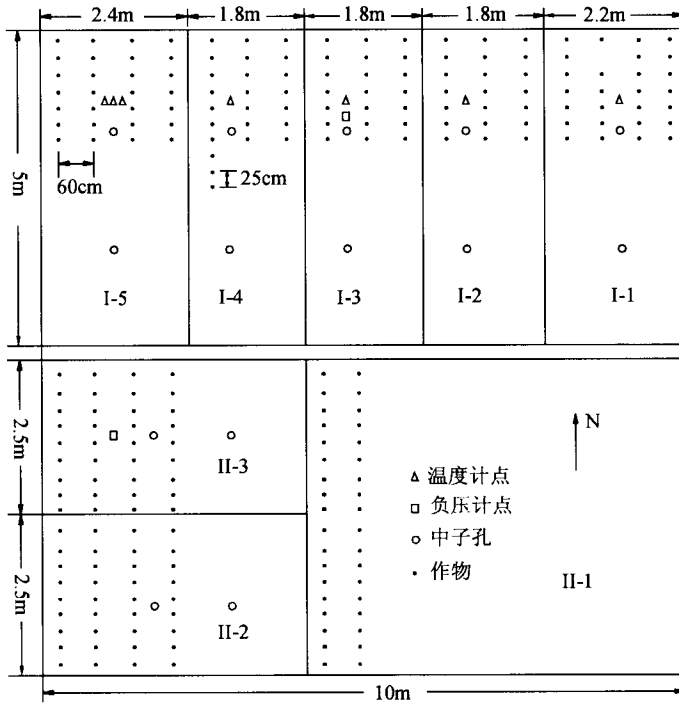 2.4m 1.8m 1.8m 1.8m 2.2m
5m
60cm
25cm
I-5 I-4 I-3 I-2 I-1
2.5m
II-3
N
温度计点
负压计点
中子孔
作物
2.5m
II-1
II-2
10m